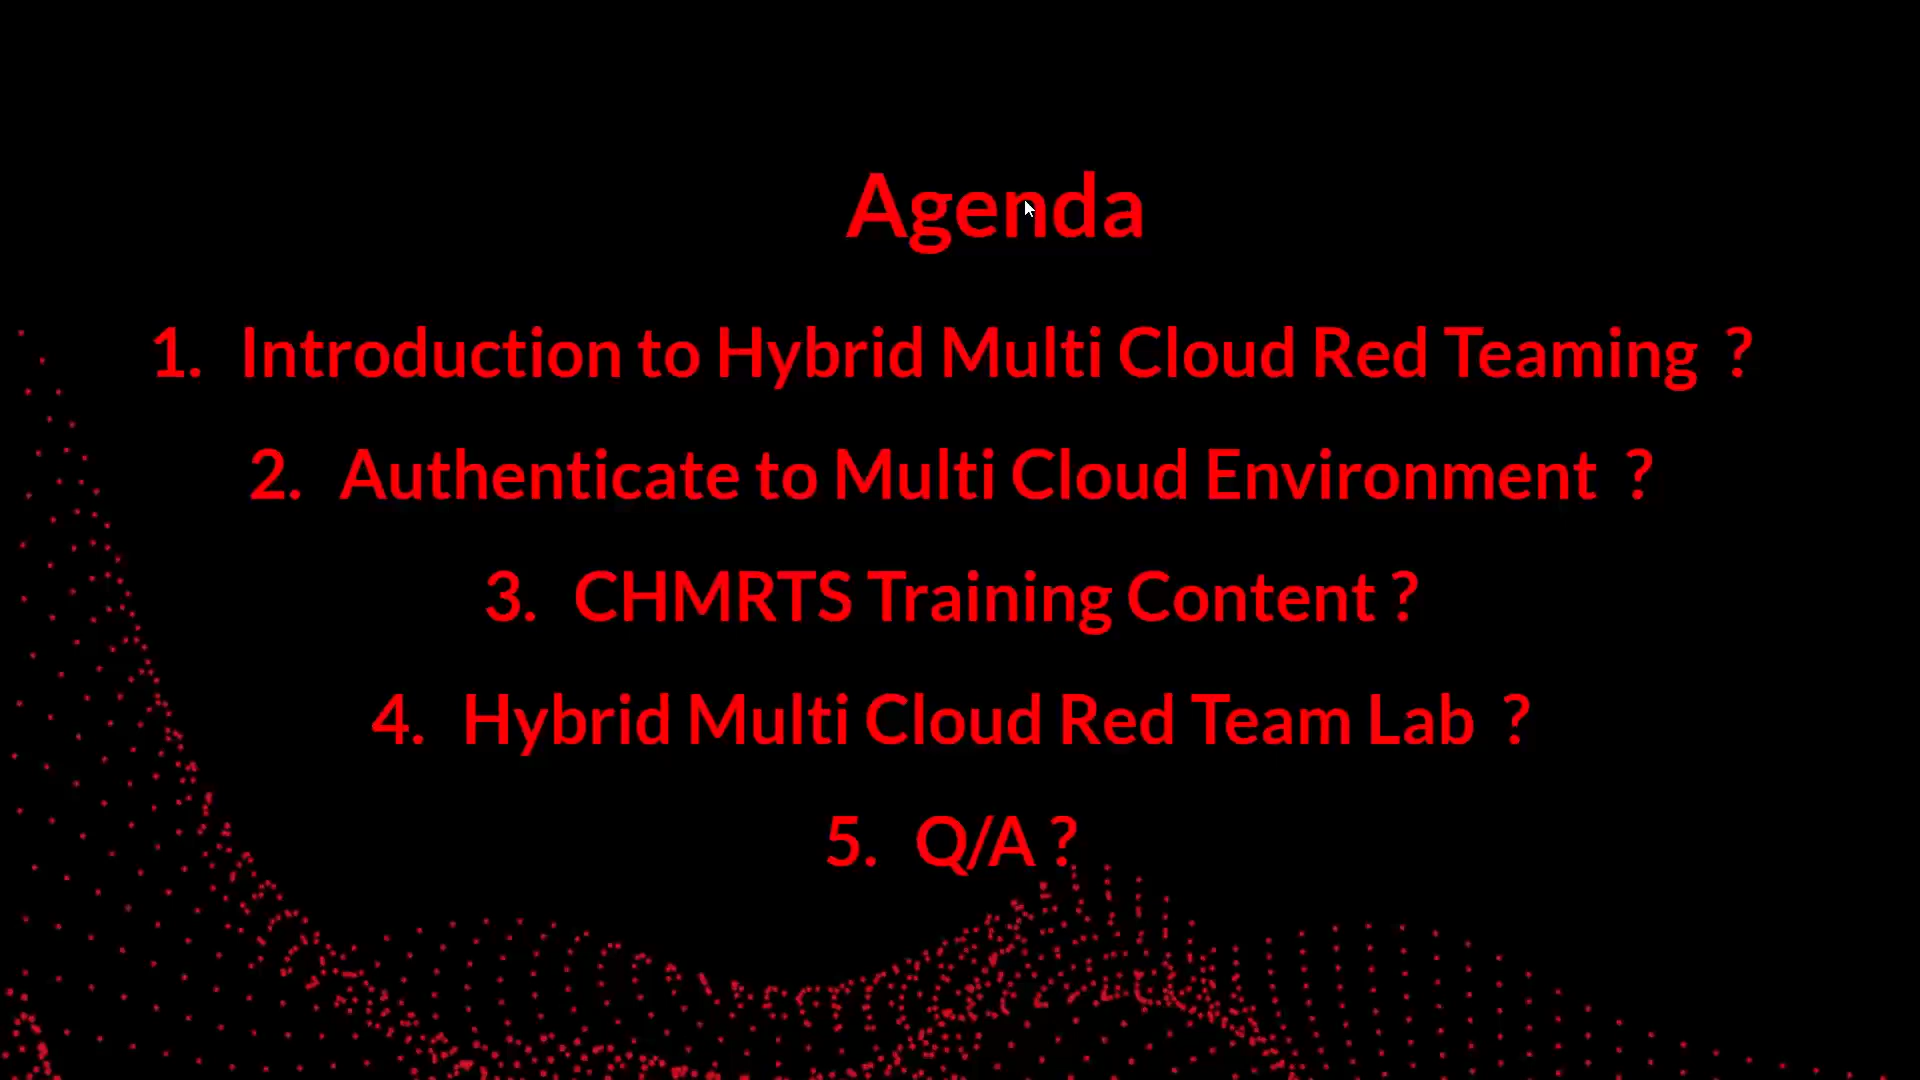 Agenda
1. Introduction to Hybrid Multi Cloud Red Teaming ?
2. Authenticate to Multi Cloud Environment ?
3. CHMRTS Training Content ?
4. Hybrid Multi Cloud Red Team Lab ?
5. Q/A ?